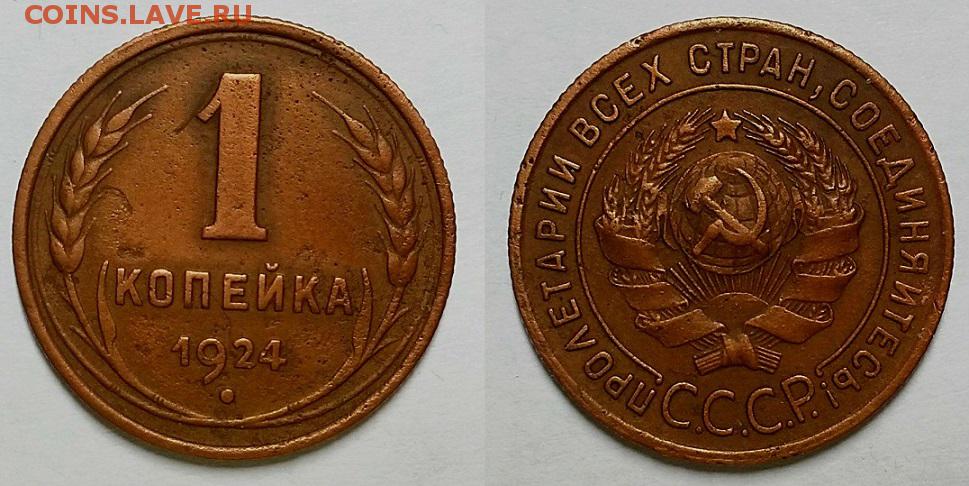 COINS.LAVE.RU
1
КОПЕЙКА
1924
ПРОЛЕТАРИИ ВСЕХ СТРАН, СОЕДИНЯЙТЕСЬ!
С.С.С.Р.